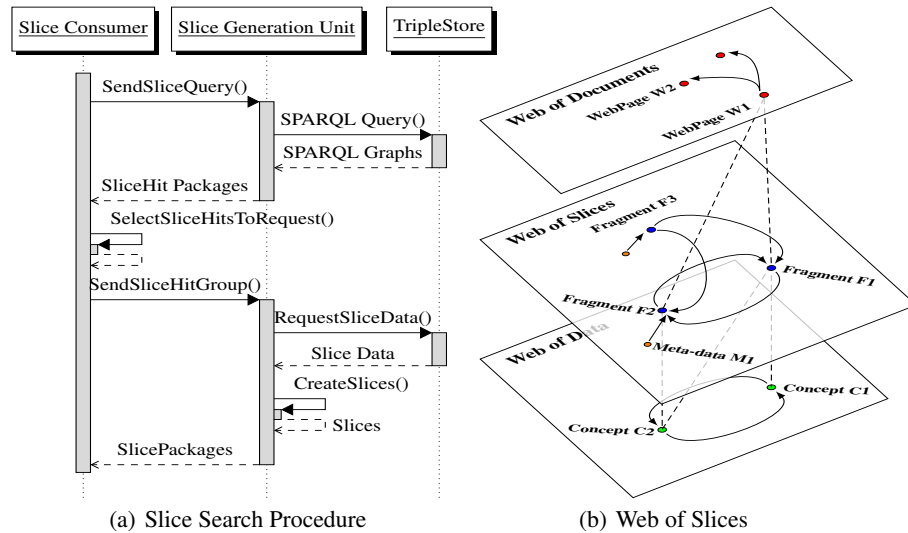 Slice Consumer
Slice Generation Unit
TripleStore
SendSliceQuery()
SPARQL Query()
SPARQL Graphs
SliceHit Packages
SelectSliceHitsToRequest()
SendSliceHitGroup()
RequestSliceData()
Slice Data
CreateSlices()
Slices
SlicePackages
(a) Slice Search Procedure
Web of Documents
WebPage W2
WebPage W1
Web of Slices
Fragment F3
Fragment F1
Fragment F2
Web of Data
Meta-data M1
Concept C1
Concept C2
(b) Web of Slices